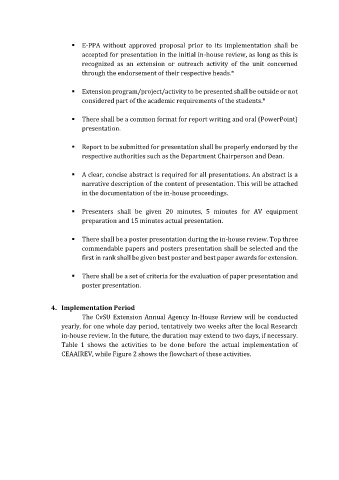 ▪ E-PPA without approved proposal prior to its implementation shall be
accepted for presentation in the initial in-house review, as long as this is
recognized as an extension or outreach activity of the unit concerned
through the endorsement of their respective heads.*
▪ Extension program/project/activity to be presented shall be outside or not
considered part of the academic requirements of the students.*
▪ There shall be a common format for report writing and oral (PowerPoint)
presentation.
▪ Report to be submitted for presentation shall be properly endorsed by the
respective authorities such as the Department Chairperson and Dean.
▪ A clear, concise abstract is required for all presentations. An abstract is a
narrative description of the content of presentation. This will be attached
in the documentation of the in-house proceedings.
▪ Presenters shall be given 20 minutes, 5 minutes for AV equipment
preparation and 15 minutes actual presentation.
▪ There shall be a poster presentation during the in-house review. Top three
commendable papers and posters presentation shall be selected and the
first in rank shall be given best poster and best paper awards for extension.
▪ There shall be a set of criteria for the evaluation of paper presentation and
poster presentation.
4. Implementation Period
The CvSU Extension Annual Agency In-House Review will be conducted
yearly, for one whole day period, tentatively two weeks after the local Research
in-house review. In the future, the duration may extend to two days, if necessary.
Table 1 shows the activities to be done before the actual implementation of
CEAAIREV, while Figure 2 shows the flowchart of these activities.